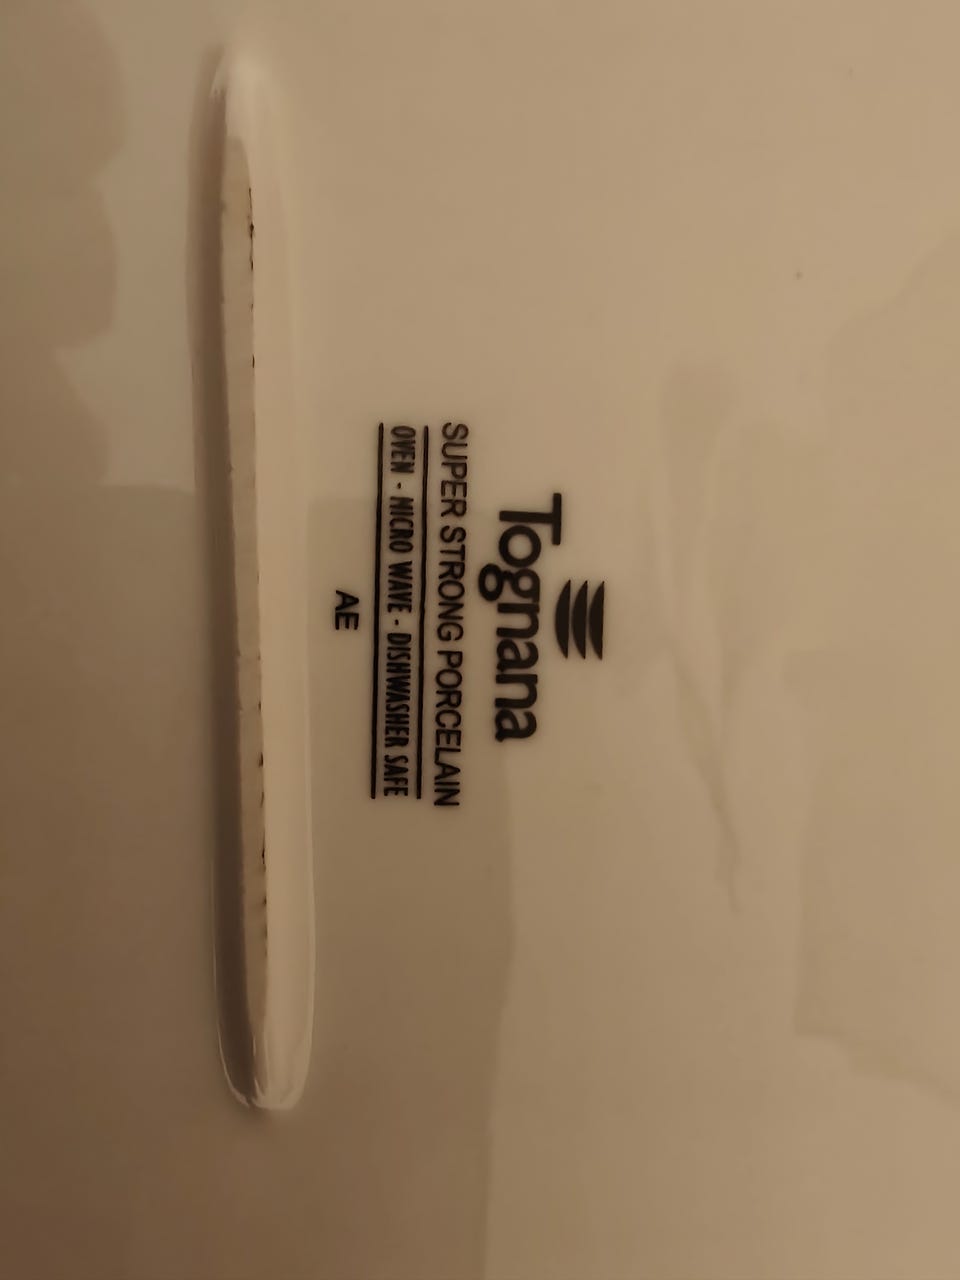 Tognana
SUPER STRONG PORCELAIN
OVEN - MICRO WAVE - DISHWASHER SAFE
AE